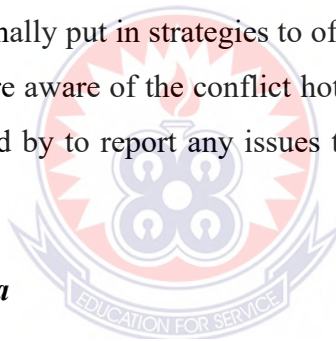 nally put in strategies to of
re aware of the conflict hot
d by to report any issues t
a
EDUCATION FOR SERVICE